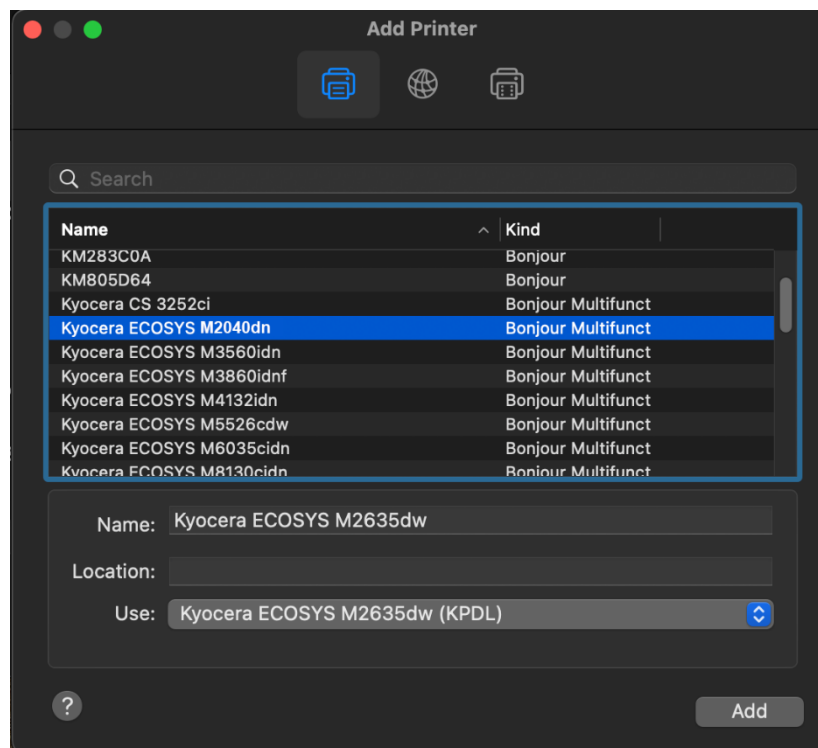 Add Printer
Search
Name Kind
KM283C0A Bonjour
KM805D64 Bonjour
Kyocera CS 3252ci Bonjour Multifunct
Kyocera ECOSYS M2040dn Bonjour Multifunct
Kyocera ECOSYS M3560idn Bonjour Multifunct
Kyocera ECOSYS M3860idnf Bonjour Multifunct
Kyocera ECOSYS M4132idn Bonjour Multifunct
Kyocera ECOSYS M5526cdw Bonjour Multifunct
Kyocera ECOSYS M6035cidn Bonjour Multifunct
Kyocera ECOSYS M8130cidn Bonjour Multifunct
Name: Kyocera ECOSYS M2635dw
Location:
Use: Kyocera ECOSYS M2635dw (KPDL)
? Add